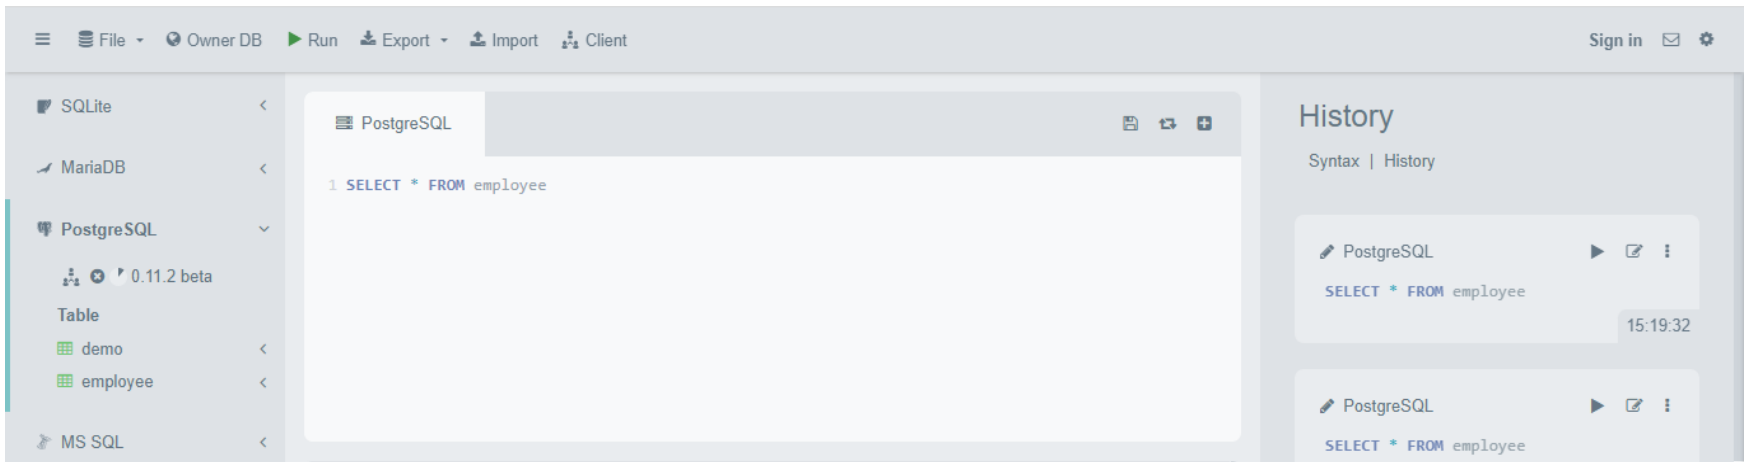 File Owner DB Run Export Import Client Sign in
SQLite
MariaDB
PostgreSQL
0.11.2 beta
Table
demo
employee
MS SQL
PostgreSQL
1 SELECT * FROM employee
History
Syntax | History
PostgreSQL
SELECT * FROM employee
15:19:32
PostgreSQL
SELECT * FROM employee